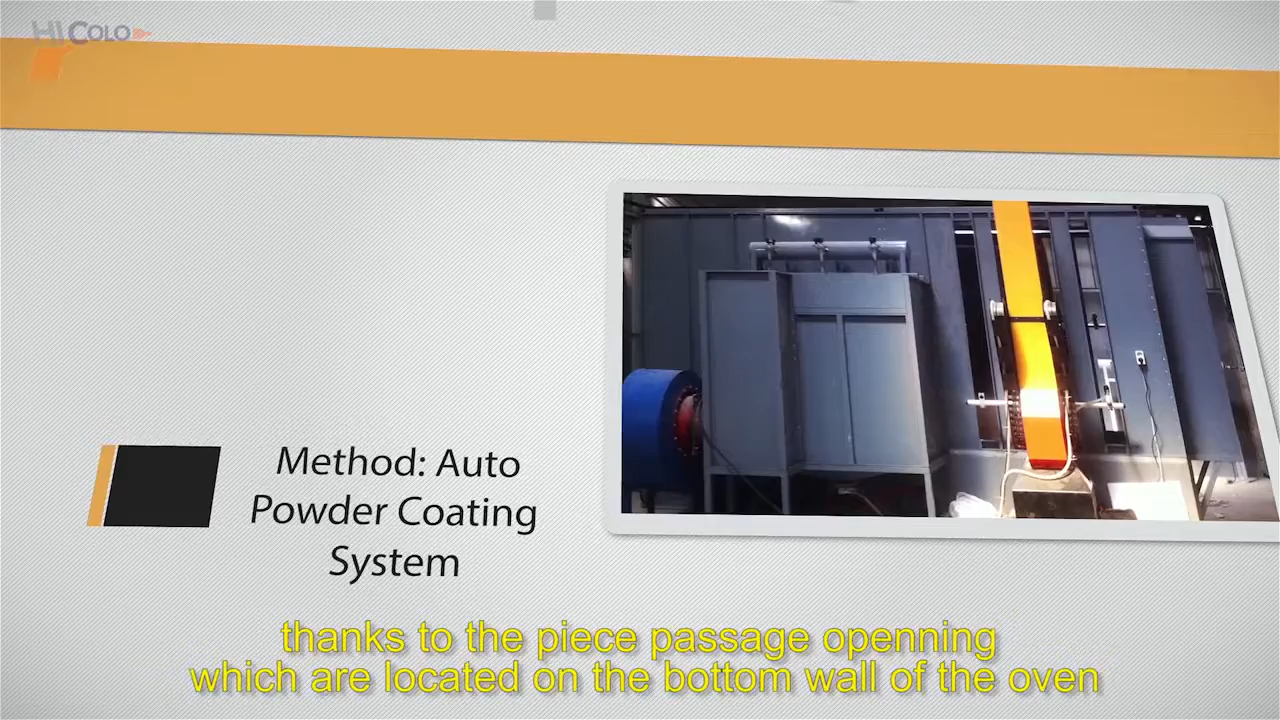 HICOLO
Method: Auto
Powder Coating
System
thanks to the piece passage openning
which are located on the bottom wall of the oven